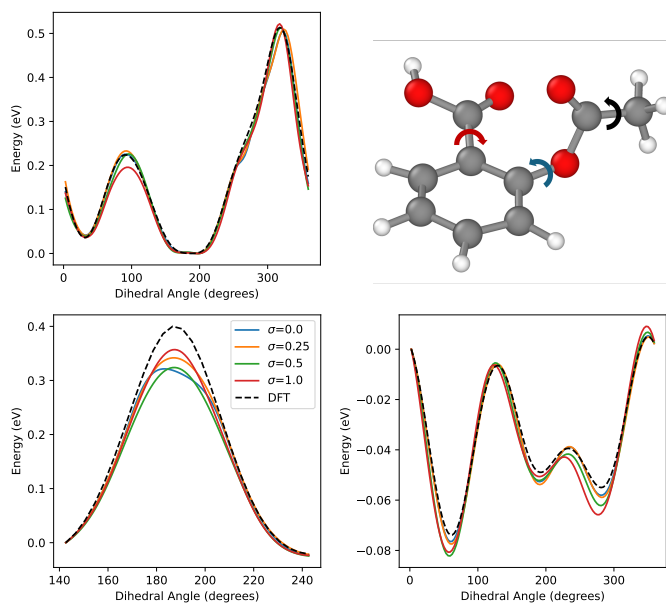 0.5
0.4
0.3
0.2
0.1
0.0
Energy (eV)
0 100 200 300
Dihedral Angle (degrees)
0.4
0.3
0.2
0.1
0.0
Energy (eV)
140 160 180 200 220 240
Dihedral Angle (degrees)
σ=0.0
σ=0.25
σ=0.5
σ=1.0
DFT
0.00
−0.02
−0.04
−0.06
−0.08
Energy (eV)
0 100 200 300
Dihedral Angle (degrees)